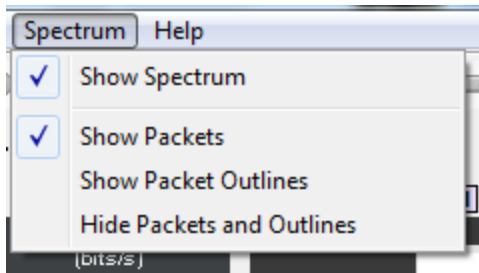 Spectrum Help
Show Spectrum
Show Packets
Show Packet Outlines
Hide Packets and Outlines
(bits/s)